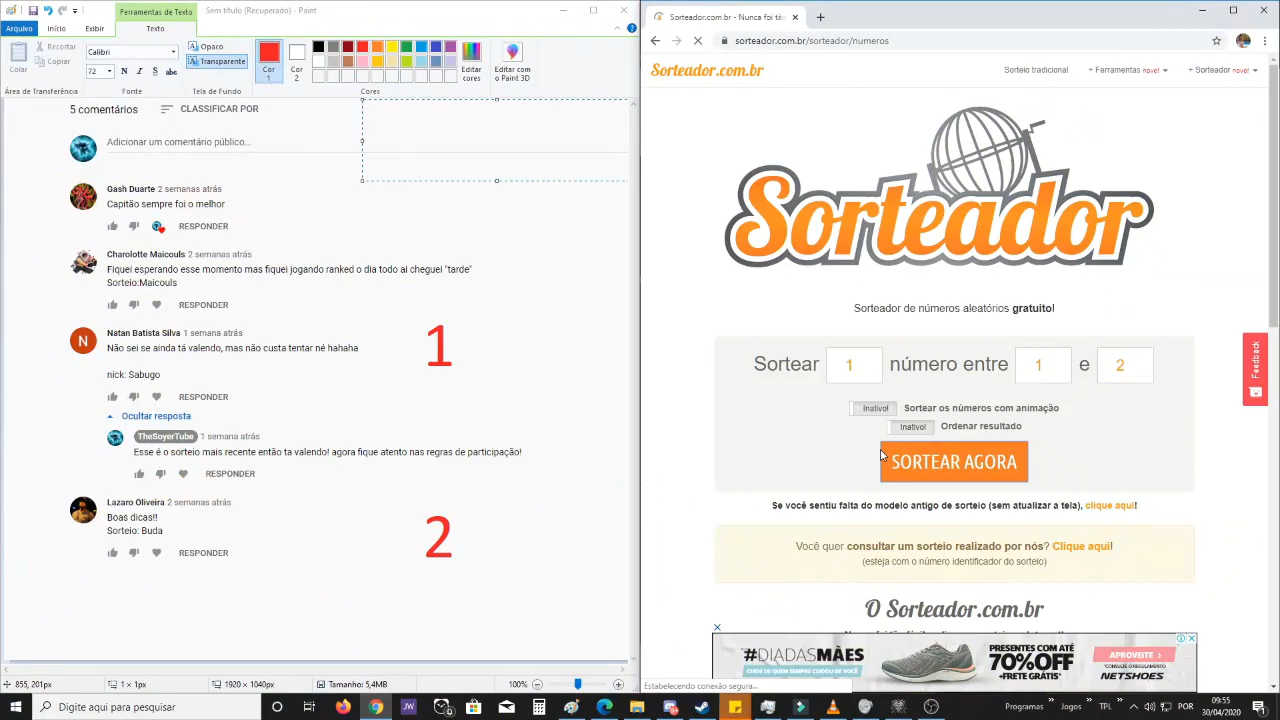 Ferramentas de Texto
Sem título (Recuperado) - Paint
Arquivo
Início
Exibir
Texto
Colar
Recortar
Copiar
Área de Transferência
Calibri
72
N
I
S
abc
Fonte
Opaco
Transparente
Tela de Fundo
Cor
1
Cor
2
Cores
Editar
cores
Editar com
o Paint 3D
5 comentários
CLASSIFICAR POR
Adicionar um comentário público...
Gash Duarte 2 semanas atrás
Capitão sempre foi o melhor
RESPONDER
Charolotte Maicouls 2 semanas atrás
Fiquei esperando esse momento mas fiquei jogando ranked o dia todo ai cheguei "tarde"
Sorteio:Maicouls
RESPONDER
N
Natan Batista Silva 1 semana atrás
Não sei se ainda tá valendo, mas não custa tentar né hahaha
nick: Sabugo
1
RESPONDER
Ocultar resposta
TheSoyerTube 1 semana atrás
Esse é o sorteio mais recente então ta valendo! agora fique atento nas regras de participação!
RESPONDER
Lazaro Oliveira 2 semanas atrás
Boas dicas!!
Sorteio: Buda
2
RESPONDER
855, 201px
1920 × 1040px
Tamanho: 5,4MB
100%
Sorteador.com.br - Nunca foi tã
sorteador.com.br/sorteador/numeros
Sorteador.com.br
Sorteio tradicional
+ Ferramentas novo!
+ Sorteador novo!
Sorteador
Sorteador de números aleatórios gratuito!
Sortear 1 número entre 1 e 2
Inativo! Sortear os números com animação
Inativo! Ordenar resultado
SORTEAR AGORA
Se você sentiu falta do modelo antigo de sorteio (sem atualizar a tela), clique aqui!
Você quer consultar um sorteio realizado por nós? Clique aqui!
(esteja com o número identificador do sorteio)
O Sorteador.com.br
Feedback
#DIADASMÃES
CUIDE DE QUEM SEMPRE CUIDOU DE VOCÊ
PRESENTES COM ATÉ
70%OFF
+FRETE GRÁTIS*
APROVEITE >
*CONSULTE O REGULAMENTO
NETSHOES
Estabelecendo conexão segura...
Digite aqui para pesquisar
JW
Programas
Jogos
TPL
POR
09:55
30/04/2020